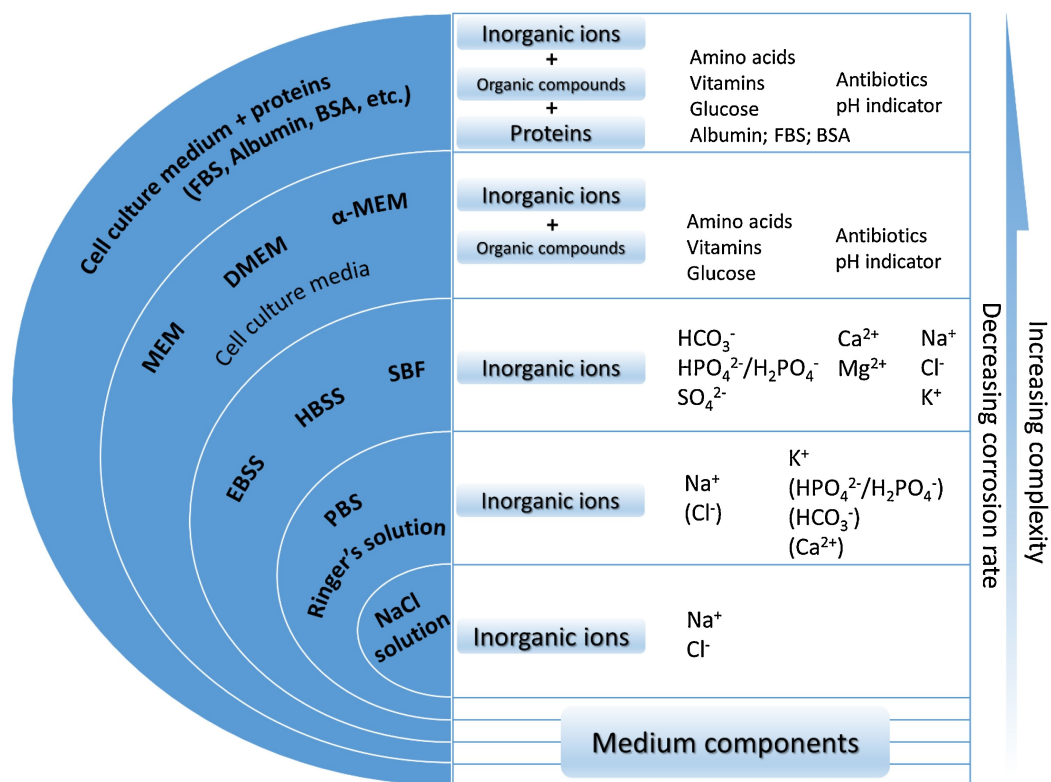 Cell culture medium + proteins
(FBS, Albumin, BSA, etc.)
MEM
DMEM
α-MEM
Cell culture media
EBSS
HBSS
SBF
PBS
Ringer's solution
NaCl
solution
Inorganic ions
+
Organic compounds
+
Proteins
Amino acids
Vitamins
Glucose
Albumin; FBS; BSA
Antibiotics
pH indicator
Inorganic ions
+
Organic compounds
Amino acids
Vitamins
Glucose
Antibiotics
pH indicator
Inorganic ions
HCO₃⁻
HPO₄²⁻/H₂PO₄⁻
SO₄²⁻
Ca²⁺
Mg²⁺
Na⁺
Cl⁻
K⁺
Inorganic ions
Na⁺
(Cl⁻)
K⁺
(HPO₄²⁻/H₂PO₄⁻)
(HCO₃⁻)
(Ca²⁺)
Inorganic ions
Na⁺
Cl⁻
Medium components
Decreasing corrosion rate
Increasing complexity